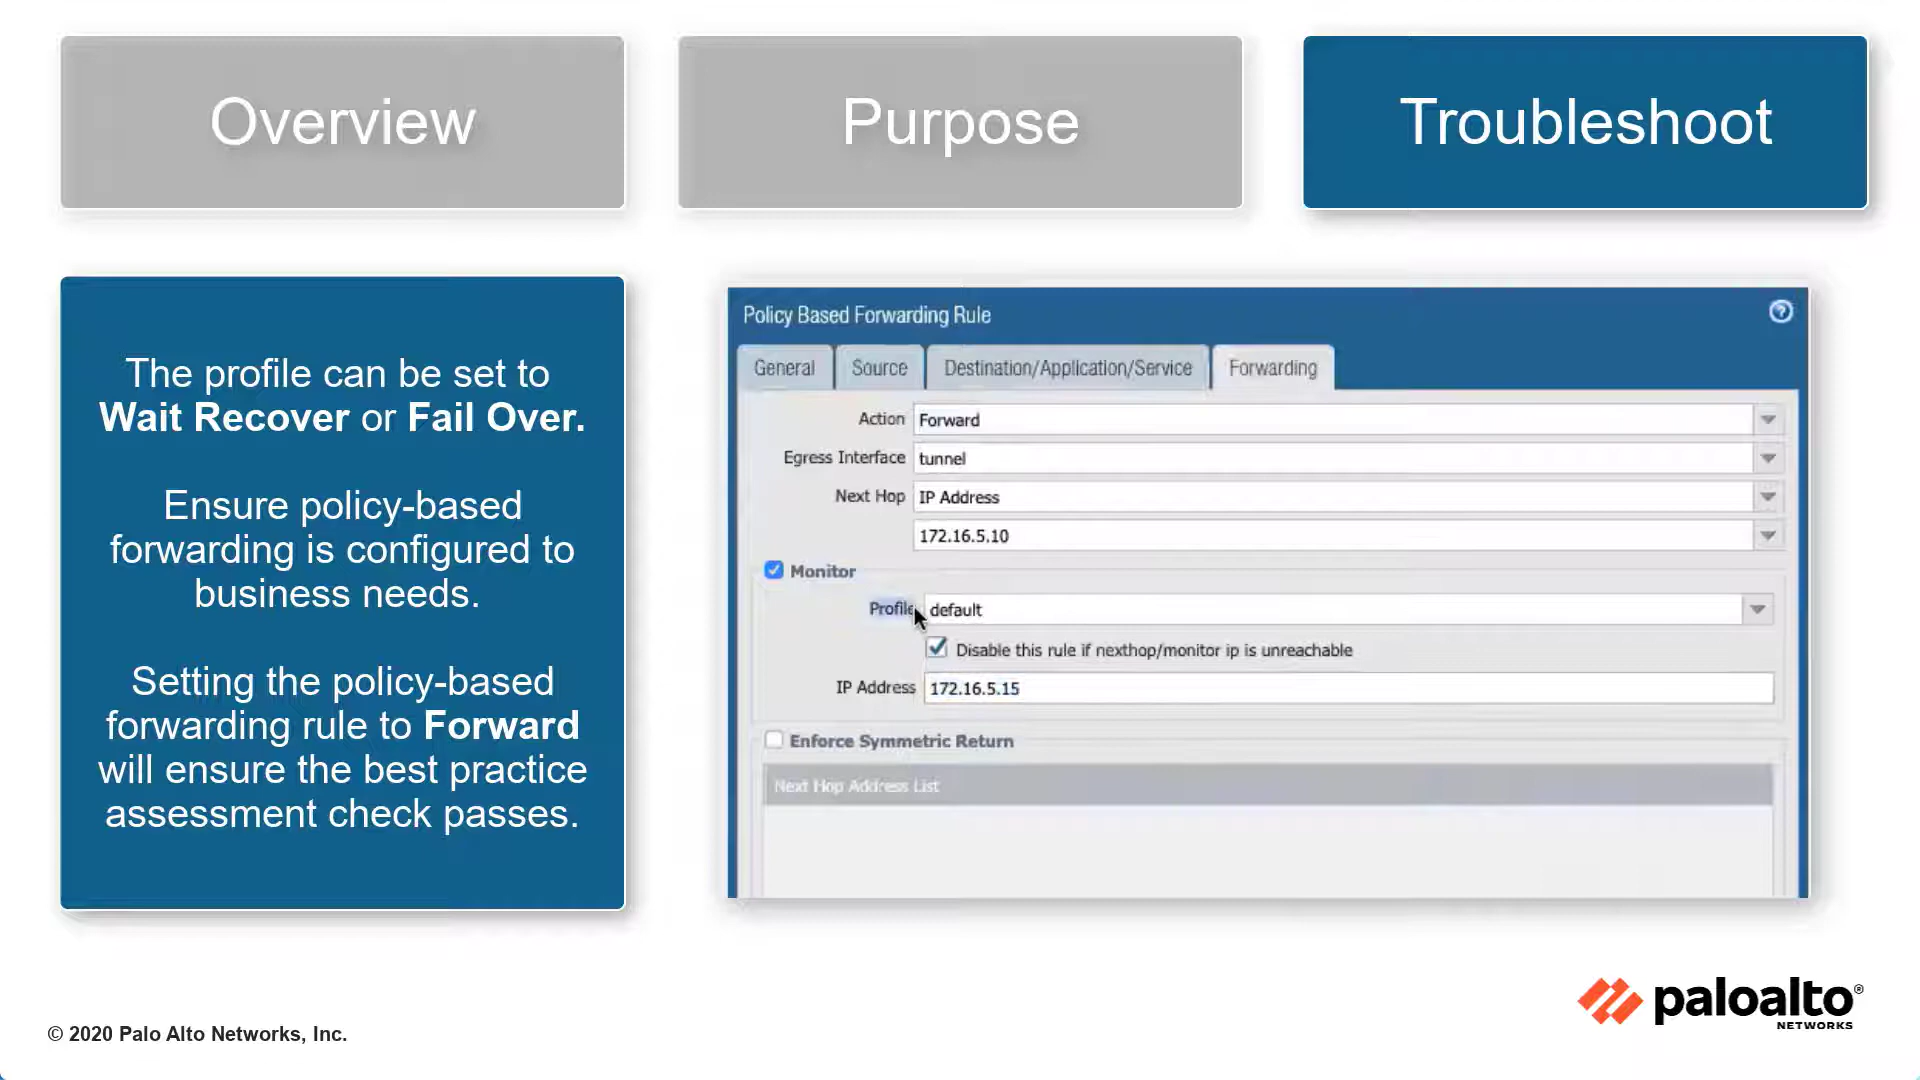 Overview
Purpose
Troubleshoot
The profile can be set to
Wait Recover or Fail Over.
Ensure policy-based
forwarding is configured to
business needs.
Setting the policy-based
forwarding rule to Forward
will ensure the best practice
assessment check passes.
Policy Based Forwarding Rule
?
General
Source
Destination/Application/Service
Forwarding
Action Forward
Egress Interface tunnel
Next Hop IP Address
172.16.5.10
Monitor
Profile default
Disable this rule if nexthop/monitor ip is unreachable
IP Address 172.16.5.15
Enforce Symmetric Return
Next Hop Address List
paloalto®
NETWORKS
© 2020 Palo Alto Networks, Inc.